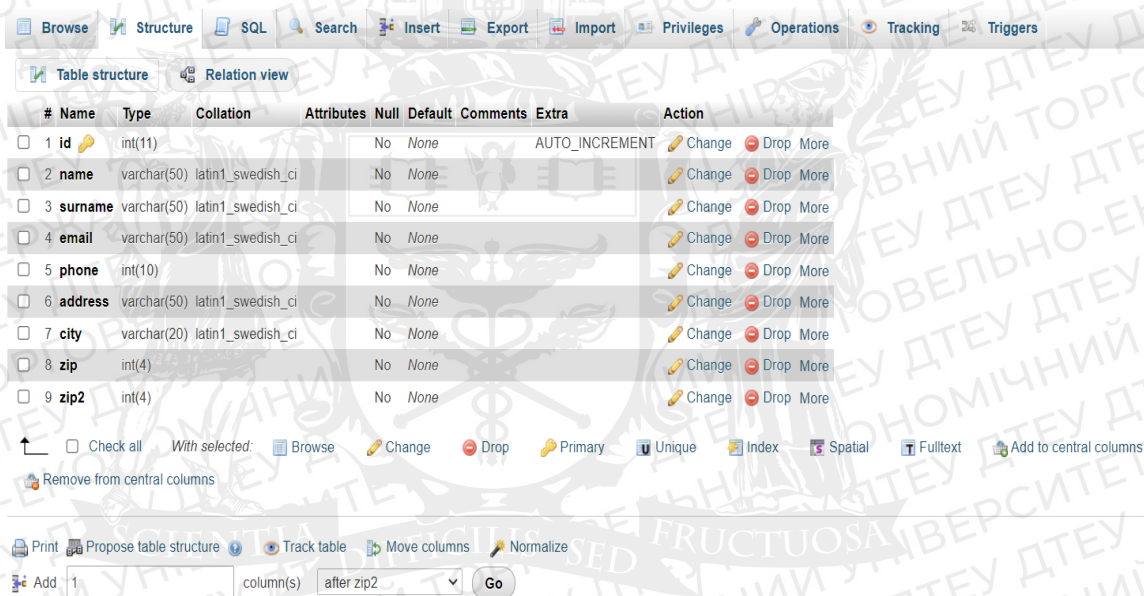 Browse Structure SQL Search Insert Export Import Privileges Operations Tracking Triggers
Table structure Relation view
# Name Type Collation Attributes Null Default Comments Extra Action
1 id int(11) No None AUTO_INCREMENT Change Drop More
2 name varchar(50) latin1_swedish_ci No None Change Drop More
3 surname varchar(50) latin1_swedish_ci No None Change Drop More
4 email varchar(50) latin1_swedish_ci No None Change Drop More
5 phone int(10) No None Change Drop More
6 address varchar(50) latin1_swedish_ci No None Change Drop More
7 city varchar(20) latin1_swedish_ci No None Change Drop More
8 zip int(4) No None Change Drop More
9 zip2 int(4) No None Change Drop More
Check all With selected: Browse Change Drop Primary Unique Index Spatial Fulltext Add to central columns
Remove from central columns
Print Propose table structure Track table Move columns Normalize
Add 1 column(s) after zip2 Go
SCIENTIA DIFFICILIS SED FRUCTUOSA